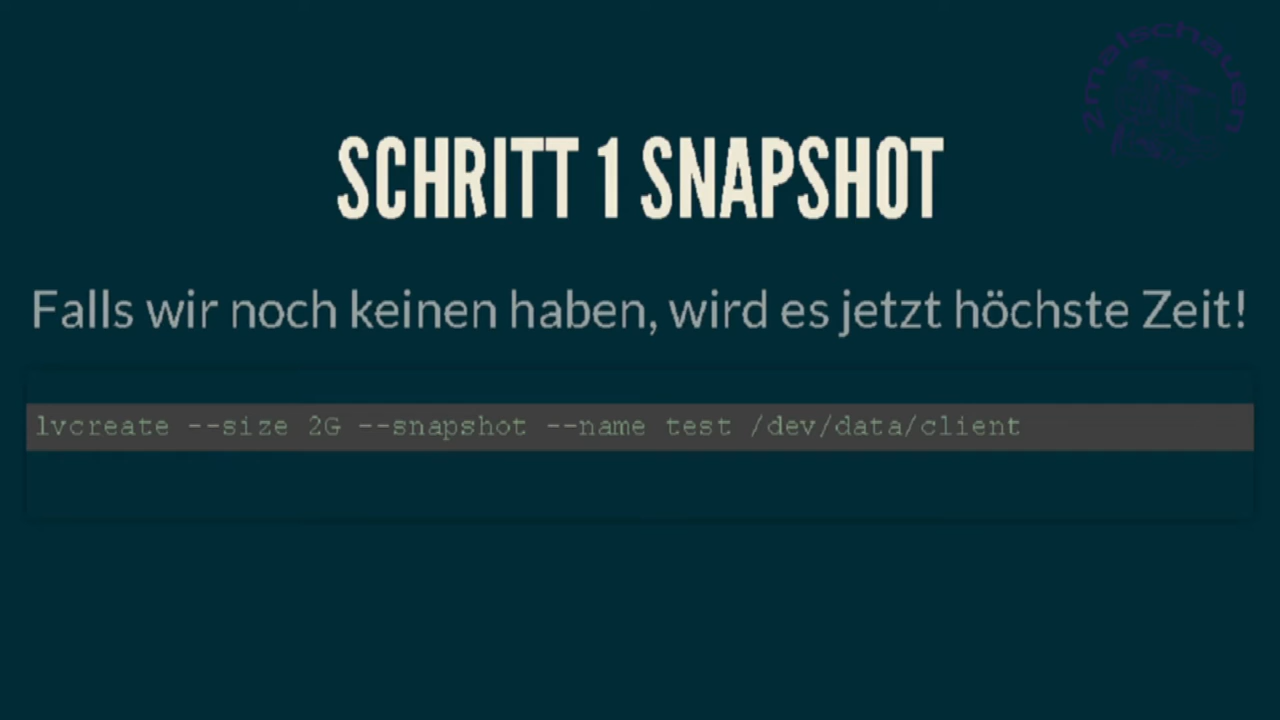 2malschauen
SCHRITT 1 SNAPSHOT
Falls wir noch keinen haben, wird es jetzt höchste Zeit!
lvcreate --size 2G --snapshot --name test /dev/data/client